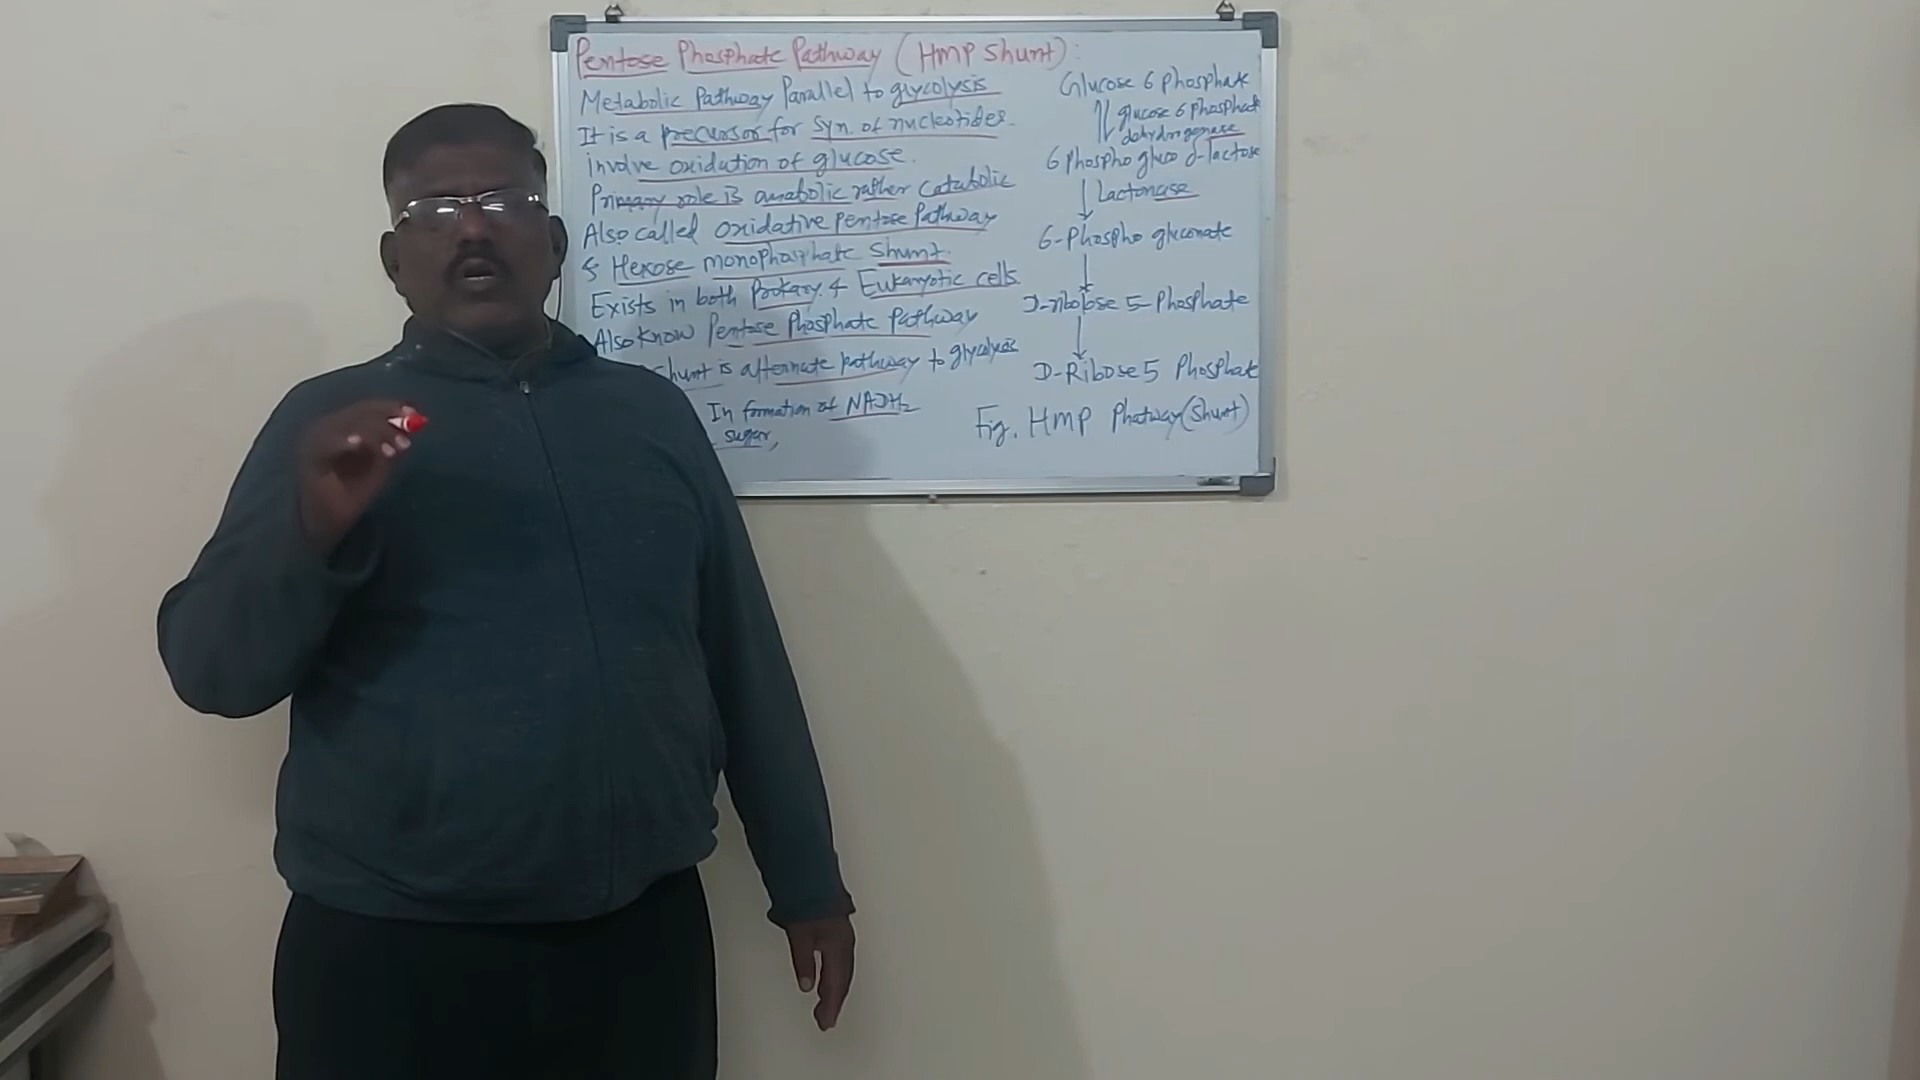 Pentose Phosphate Pathway (HMP Shunt):
Metabolic Pathway Parallel to glycolysis
It is a precursor for syn. of nucleotides.
involve oxidation of glucose.
Primary role is anabolic rather catabolic
Also called oxidative pentose Pathway
& Hexose monophosphate shunt.
Exists in both Prokary. & Eukaryotic cells.
Also Know Pentose Phosphate Pathway
shunt is alternate pathway to glycolysis
In formation of NADH2
sugar,
Glucose 6 Phosphate
glucose 6 phosphate
dehydrogenase
6 Phospho gluco
Lactonase
6-Phospho gluconate
5-Phosphate
D-Ribose 5 Phosphate
Fig. HMP Phatway (Shunt)